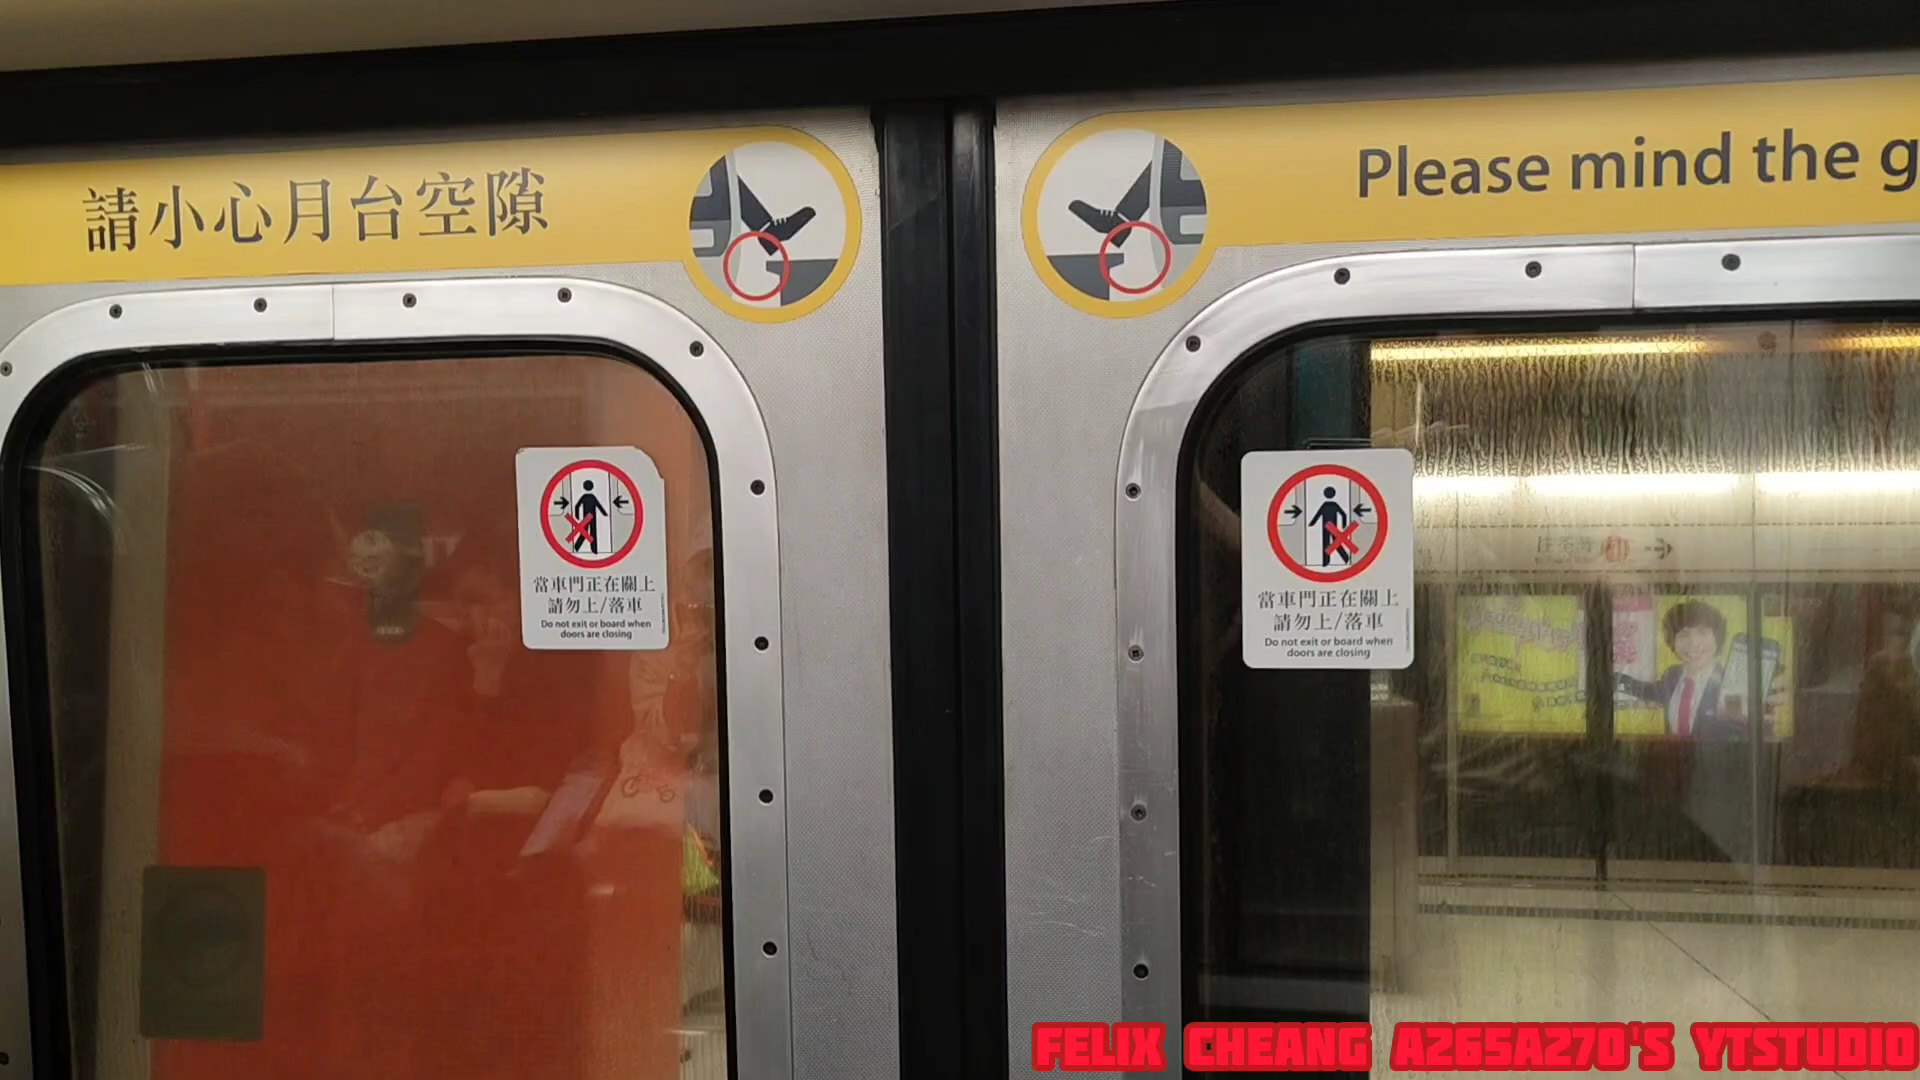 請小心月台空隙
Please mind the g
當車門正在關上
請勿上/落車
Do not exit or board when
doors are closing
當車門正在關上
請勿上/落車
Do not exit or board when
doors are closing
FELIX CHEANG A265A270'S YTSTUDIO